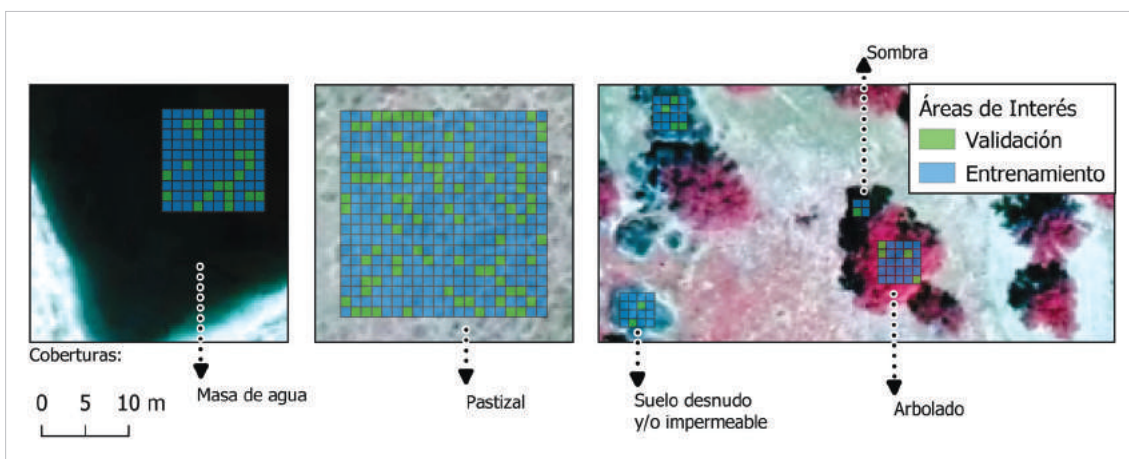 Sombra
Áreas de Interés
Validación
Entrenamiento
Coberturas:
0 5 10 m
Masa de agua
Pastizal
Suelo desnudo
y/o impermeable
Arbolado